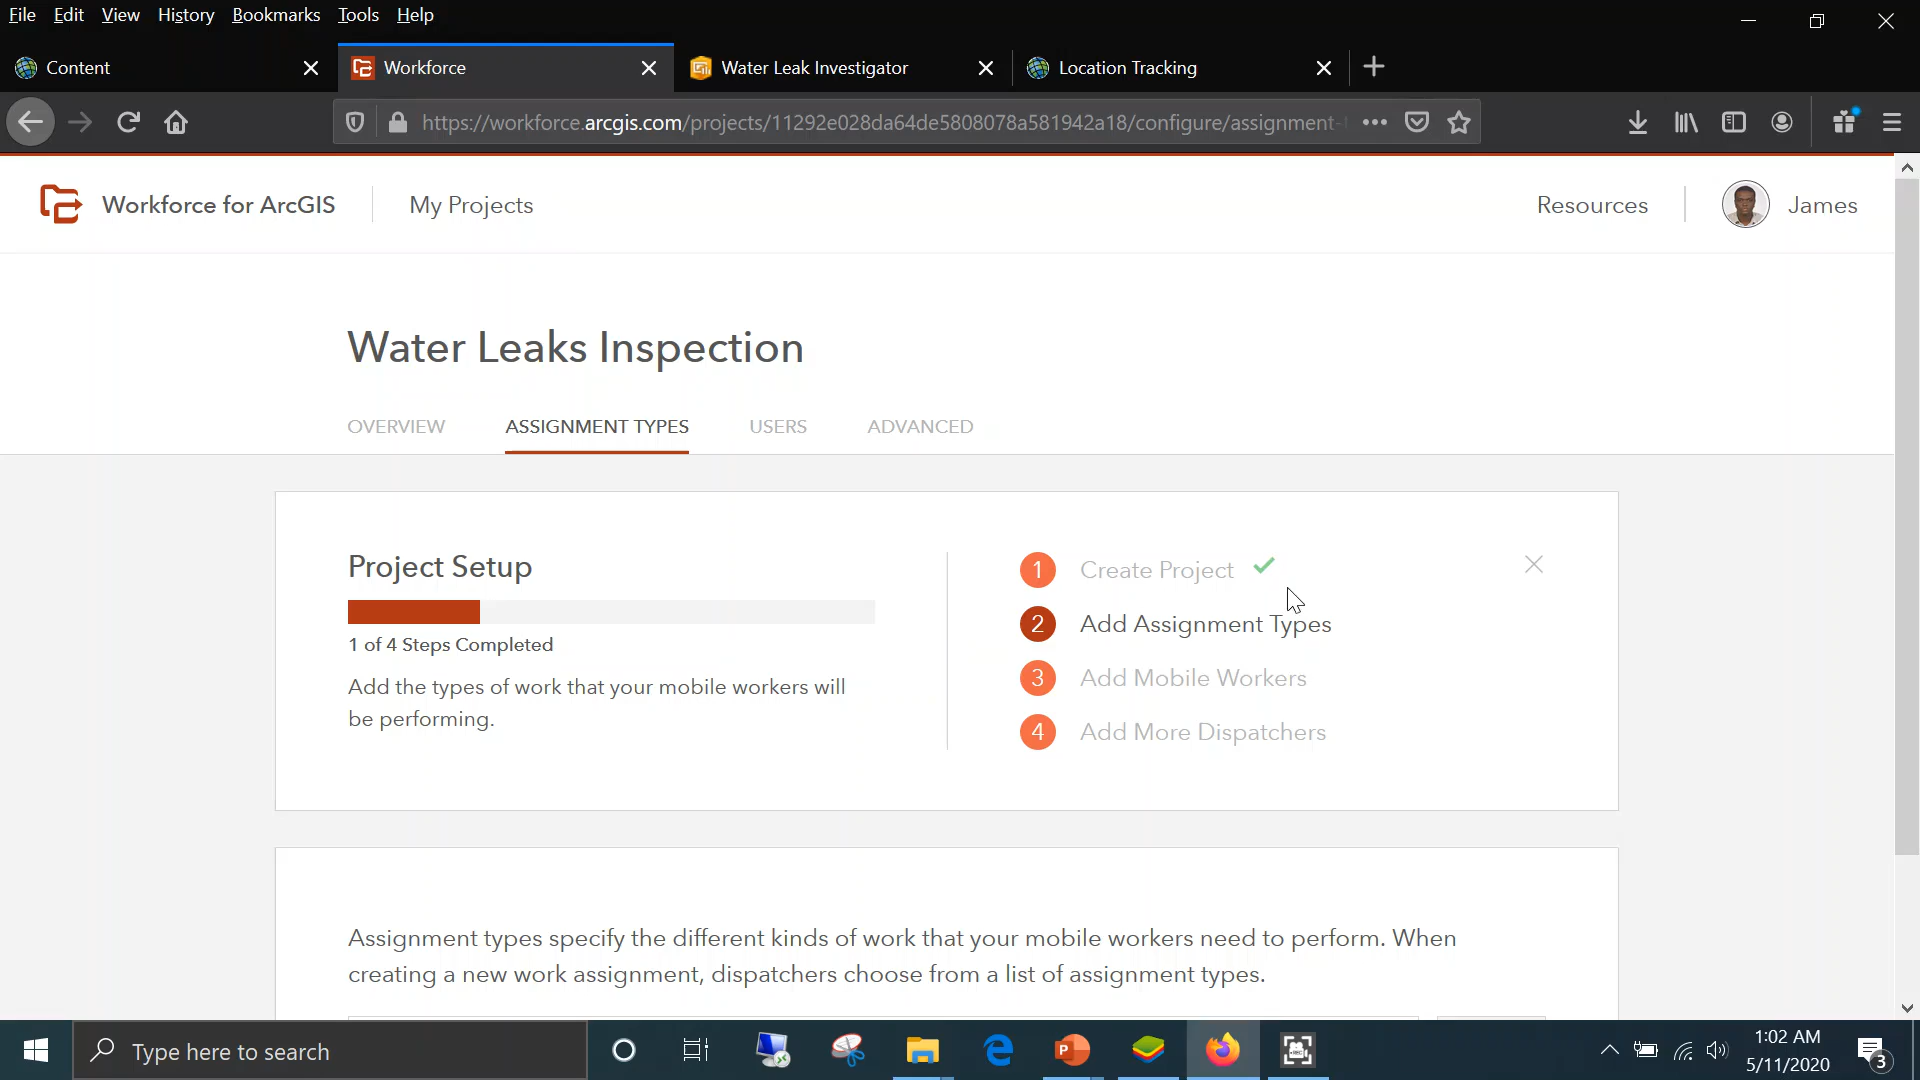 File Edit View History Bookmarks Tools Help
Content
Workforce
Water Leak Investigator
Location Tracking
https://workforce.arcgis.com/projects/11292e028da64de5808078a581942a18/configure/assignment-
Workforce for ArcGIS
My Projects
Resources
James
Water Leaks Inspection
OVERVIEW
ASSIGNMENT TYPES
USERS
ADVANCED
Project Setup
1 of 4 Steps Completed
Add the types of work that your mobile workers will
be performing.
1 Create Project
2 Add Assignment Types
3 Add Mobile Workers
4 Add More Dispatchers
Assignment types specify the different kinds of work that your mobile workers need to perform. When
creating a new work assignment, dispatchers choose from a list of assignment types.
Type here to search
1:02 AM
5/11/2020
3